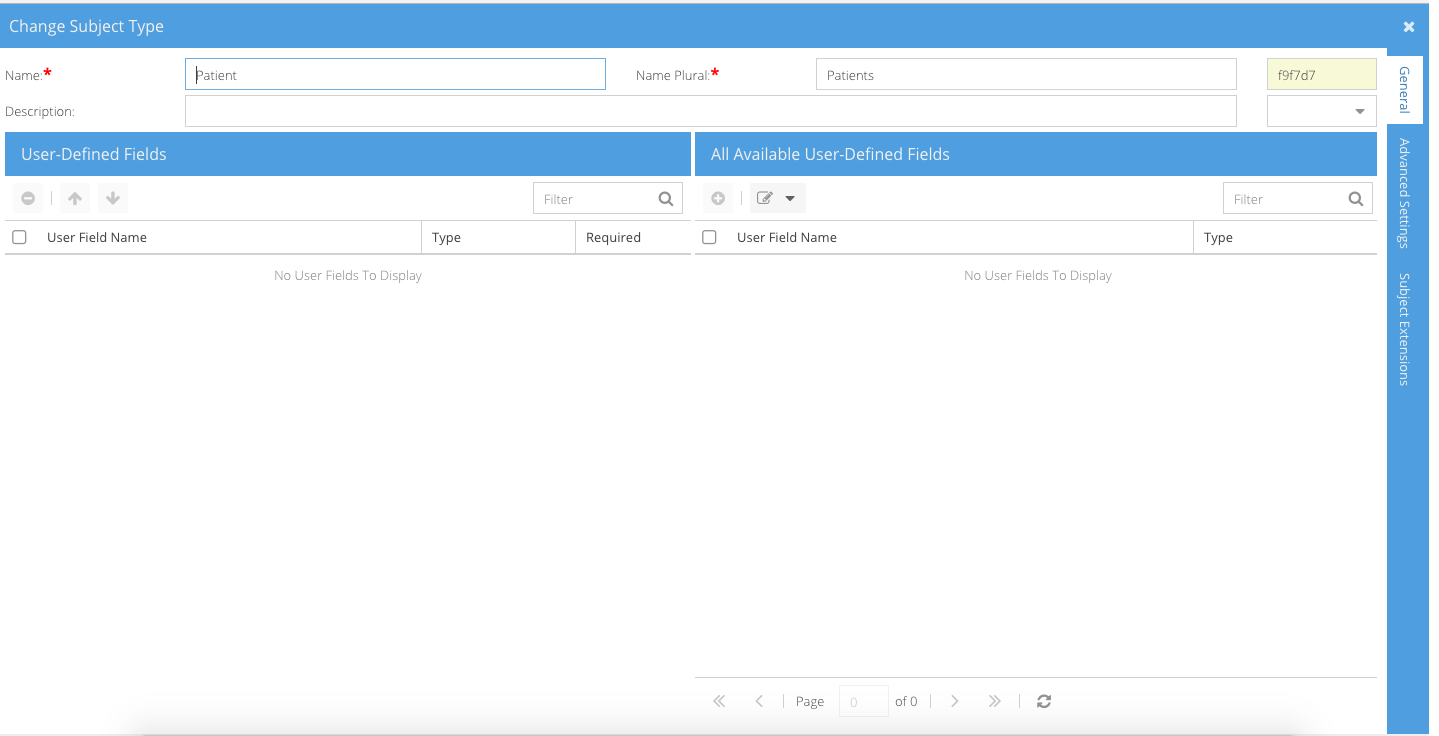 Change Subject Type
Name:*
Patient
Name Plural:*
Patients
f9f7d7
Description:
General
Advanced Settings
Subject Extensions
User-Defined Fields
Filter
User Field Name Type Required
No User Fields To Display
All Available User-Defined Fields
Filter
User Field Name Type
No User Fields To Display
Page 0 of 0